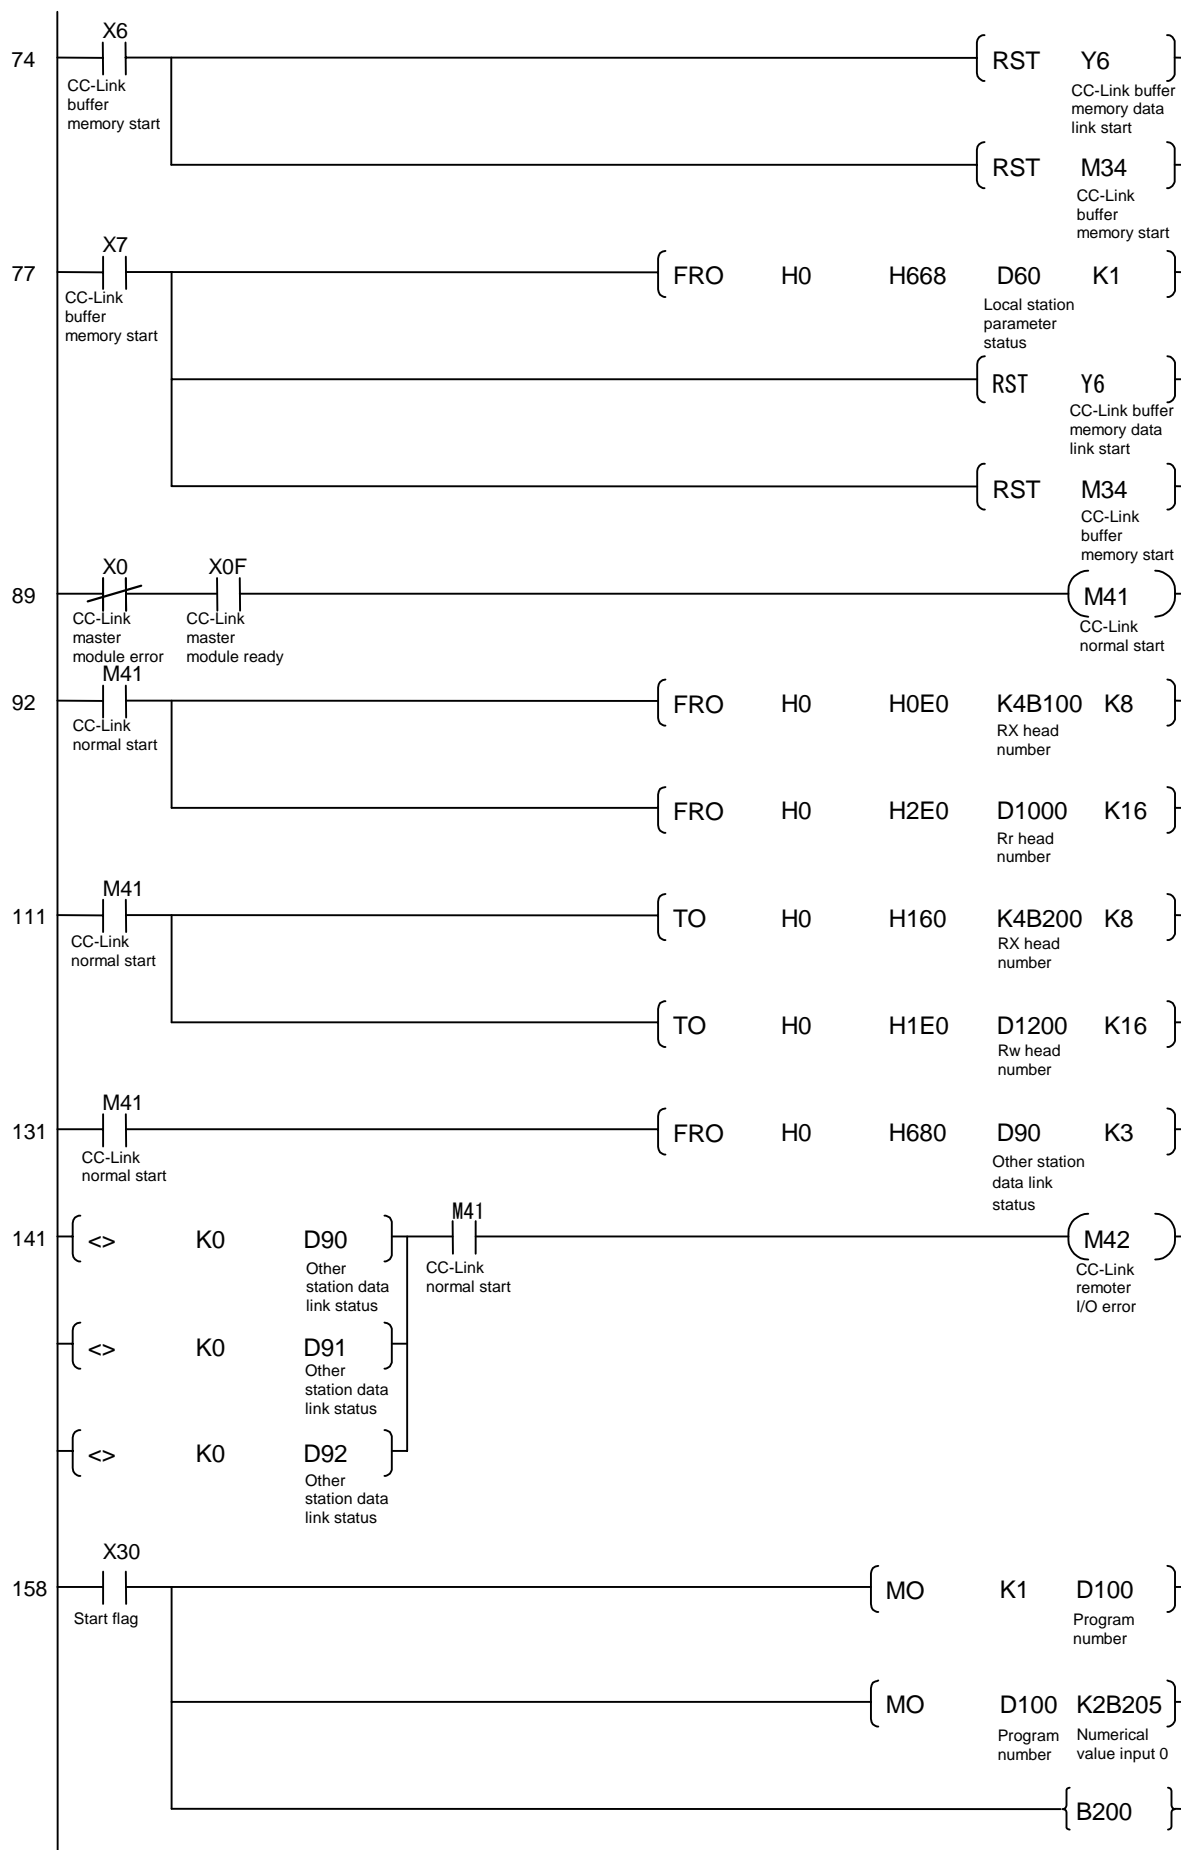 X6
74
RST Y6
CC-Link
buffer
memory start
CC-Link buffer
memory data
link start
RST M34
CC-Link
buffer
memory start
X7
77
FRO H0 H668 D60 K1
CC-Link
buffer
memory start
Local station
parameter
status
RST Y6
CC-Link buffer
memory data
link start
RST M34
CC-Link
buffer
memory start
X0 X0F
89
M41
CC-Link
master
module error
CC-Link
master
module ready
CC-Link
normal start
M41
92
FRO H0 H0E0 K4B100 K8
CC-Link
normal start
RX head
number
FRO H0 H2E0 D1000 K16
Rr head
number
M41
111
TO H0 H160 K4B200 K8
CC-Link
normal start
RX head
number
TO H0 H1E0 D1200 K16
Rw head
number
M41
131
FRO H0 H680 D90 K3
CC-Link
normal start
Other station
data link
status
M41
141
<> K0 D90
M42
Other
station data
link status
CC-Link
normal start
CC-Link
remoter
I/O error
<> K0 D91
Other
station data
link status
<> K0 D92
Other
station data
link status
X30
158
MO K1 D100
Start flag
Program
number
MO D100 K2B205
Program
number
Numerical
value input 0
B200